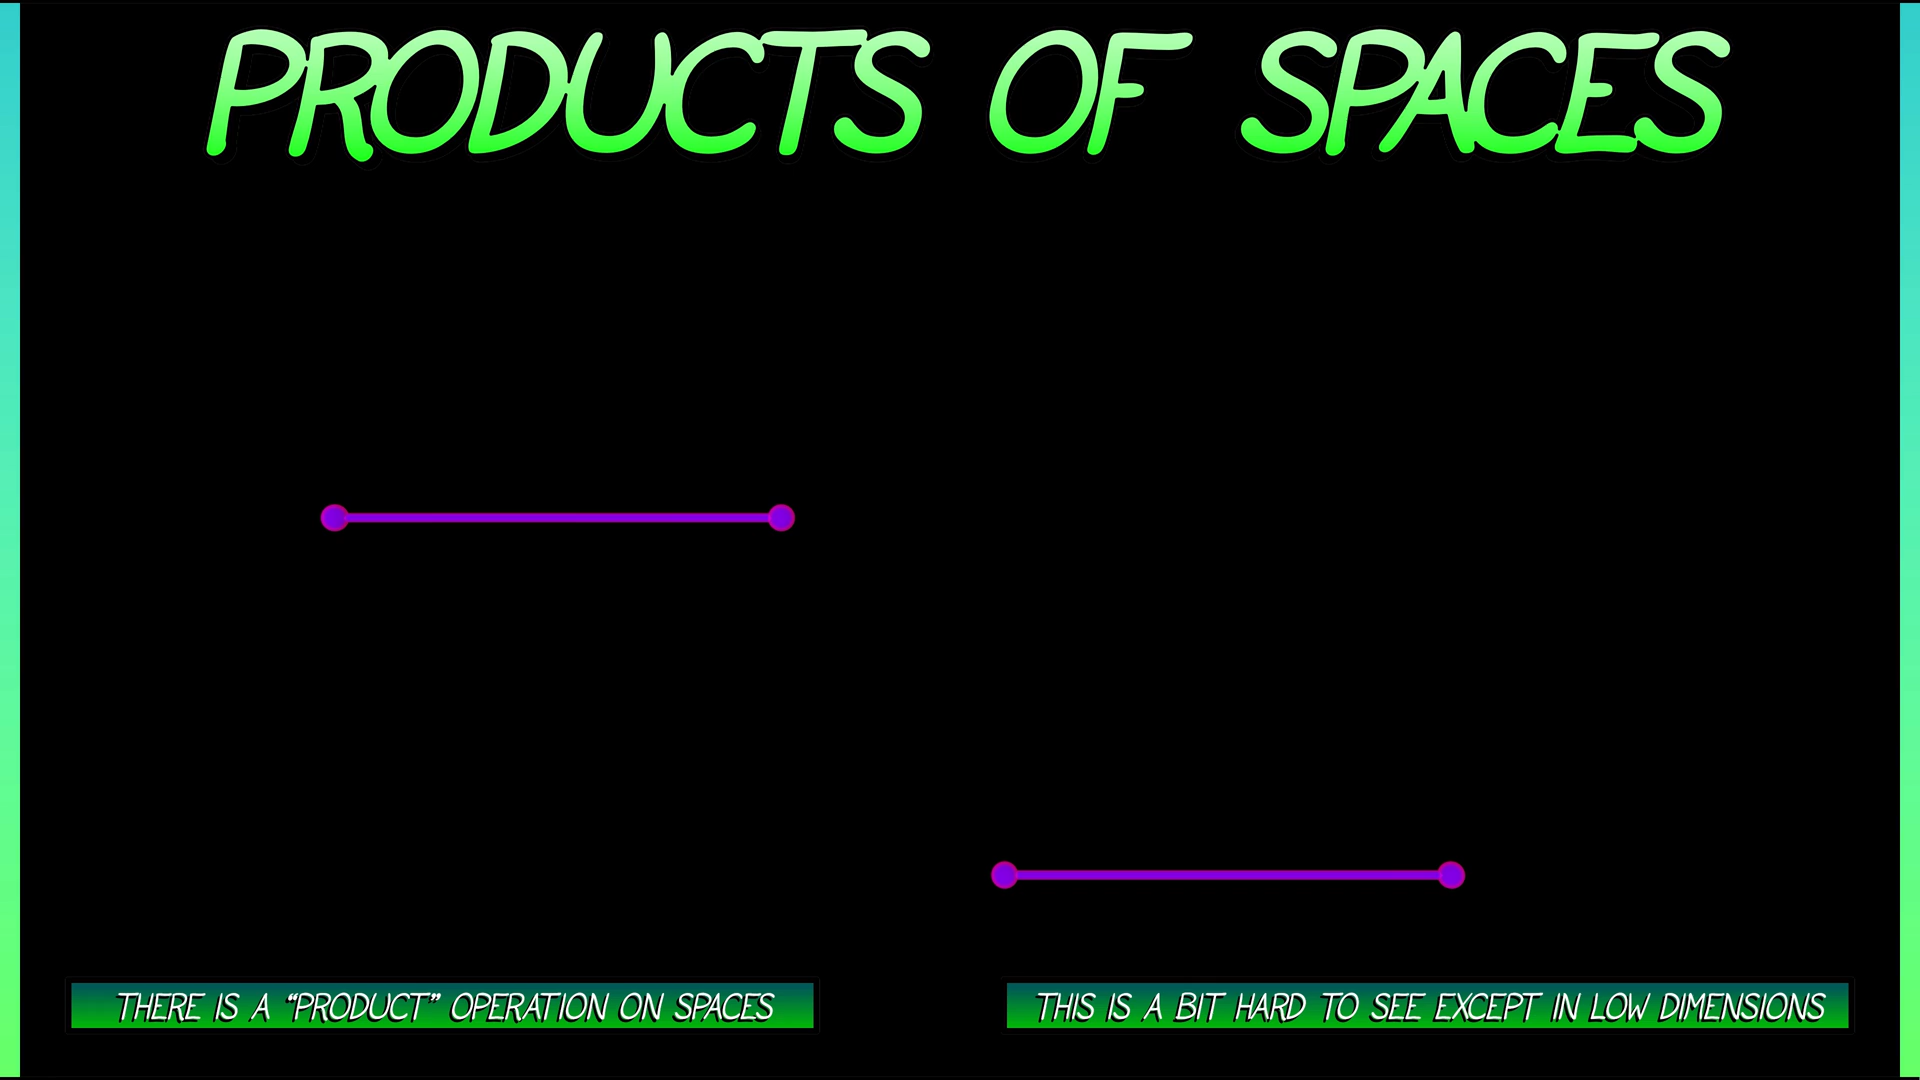 PRODUCTS OF SPACES
THERE IS A “PRODUCT” OPERATION ON SPACES
THIS IS A BIT HARD TO SEE EXCEPT IN LOW DIMENSIONS